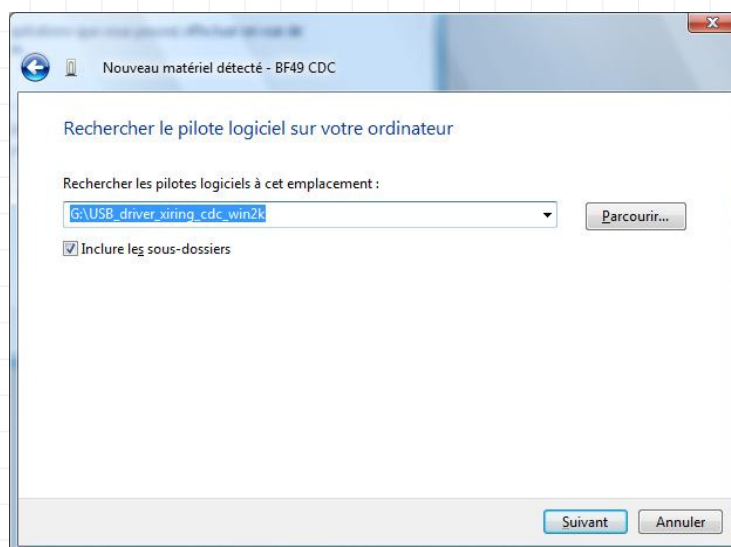 Nouveau matériel détecté - BF49 CDC
Rechercher le pilote logiciel sur votre ordinateur
Rechercher les pilotes logiciels à cet emplacement :
G:\USB_driver_xiring_cdc_win2k
Parcourir...
Inclure les sous-dossiers
Suivant
Annuler